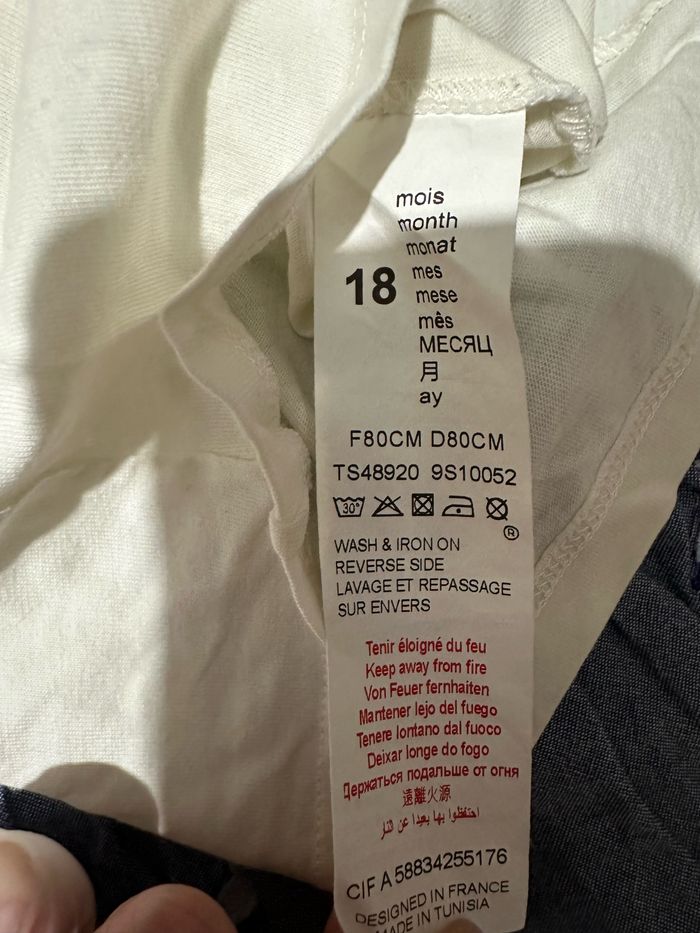 mois
month
monat
18 mes
mese
mês
МЕСЯЦ
月
ay
F80CM D80CM
TS48920 9S10052
30°
®
WASH & IRON ON
REVERSE SIDE
LAVAGE ET REPASSAGE
SUR ENVERS
Tenir éloigné du feu
Keep away from fire
Von Feuer fernhaiten
Mantener lejo del fuego
Tenere lontano dal fuoco
Deixar longe do fogo
Держаться подальше от огня
遠離火源
احتفظوا بها بعيدا عن النار
CIF A 58834255176
DESIGNED IN FRANCE
MADE IN TUNISIA